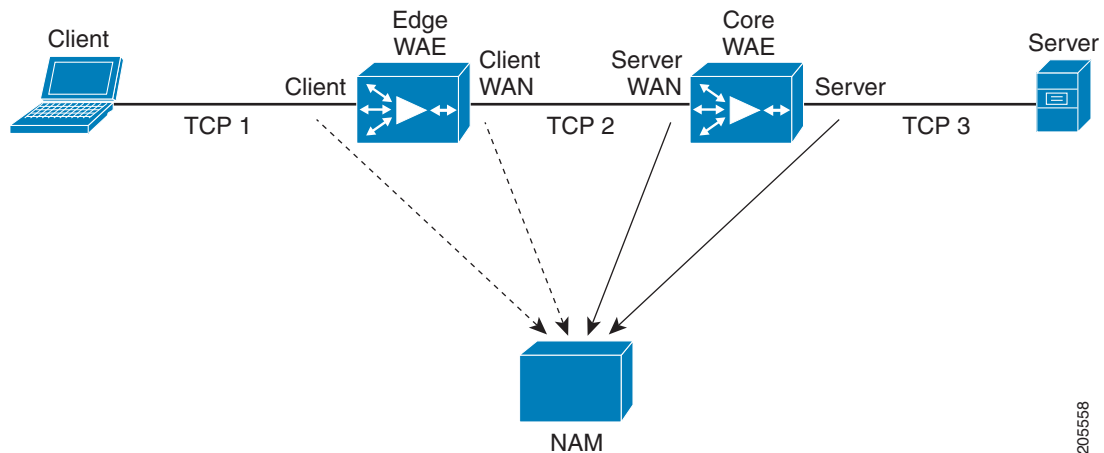 Client
Edge
WAE
Core
WAE
Server
Client
Client
WAN
Server
WAN
Server
TCP 1
TCP 2
TCP 3
NAM
205558